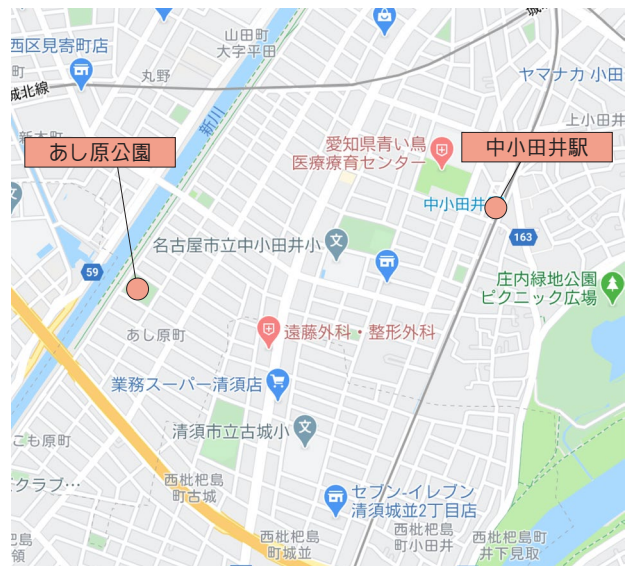 山田町
大字平田
西区見寄町店
丸野
城北線
ヤマナカ 小田
新川
上小田井
あし原公園
愛知県青い鳥
医療療育センター
中小田井駅
中小田井
163
名古屋市立中小田井小
59
庄内緑地公園
ピクニック広場
あし原町
遠藤外科・整形外科
業務スーパー清須店
清須市立古城小
こも原町
クラブ…
西枇杷島
町古城
セブン-イレブン
清須城並2丁目店
西枇杷島
町城並
西枇杷島
町小田井
西枇杷島町
井下見取